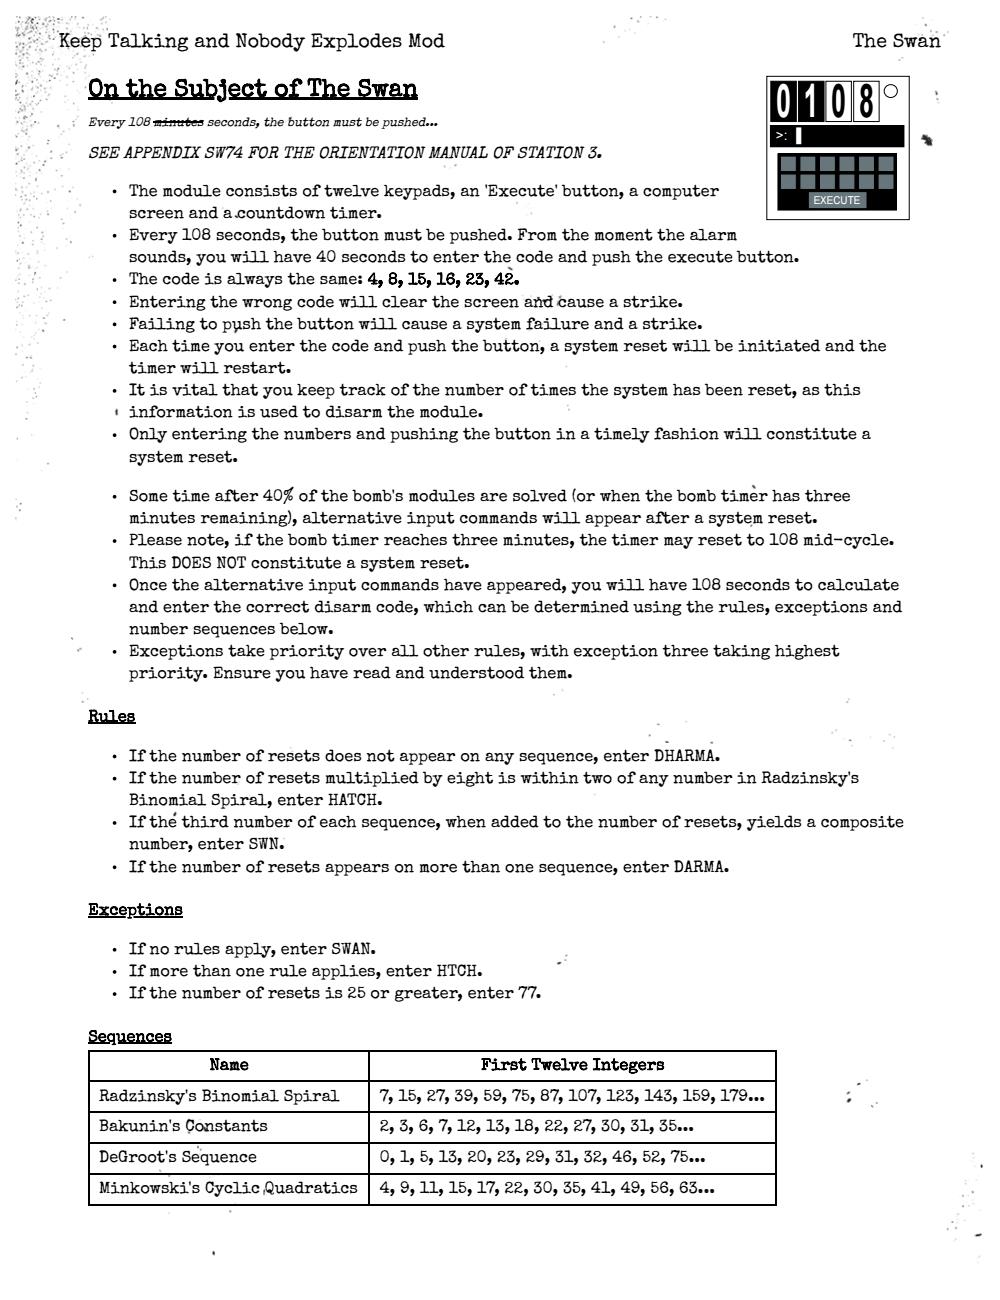 Keep Talking and Nobody Explodes Mod The Swan
On the Subject of The Swan
Every 108 minutes seconds, the button must be pushed...
SEE APPENDIX SW74 FOR THE ORIENTATION MANUAL OF STATION 3.
0 1 0 8
>:
EXECUTE
• The module consists of twelve keypads, an 'Execute' button, a computer
screen and a countdown timer.
• Every 108 seconds, the button must be pushed. From the moment the alarm
sounds, you will have 40 seconds to enter the code and push the execute button.
• The code is always the same: 4, 8, 15, 16, 23, 42.
• Entering the wrong code will clear the screen and cause a strike.
• Failing to push the button will cause a system failure and a strike.
• Each time you enter the code and push the button, a system reset will be initiated and the
timer will restart.
• It is vital that you keep track of the number of times the system has been reset, as this
information is used to disarm the module.
• Only entering the numbers and pushing the button in a timely fashion will constitute a
system reset.
• Some time after 40% of the bomb's modules are solved (or when the bomb timer has three
minutes remaining), alternative input commands will appear after a system reset.
• Please note, if the bomb timer reaches three minutes, the timer may reset to 108 mid-cycle.
This DOES NOT constitute a system reset.
• Once the alternative input commands have appeared, you will have 108 seconds to calculate
and enter the correct disarm code, which can be determined using the rules, exceptions and
number sequences below.
• Exceptions take priority over all other rules, with exception three taking highest
priority. Ensure you have read and understood them.
Rules
• If the number of resets does not appear on any sequence, enter DHARMA.
• If the number of resets multiplied by eight is within two of any number in Radzinsky's
Binomial Spiral, enter HATCH.
• If the third number of each sequence, when added to the number of resets, yields a composite
number, enter SWN.
• If the number of resets appears on more than one sequence, enter DARMA.
Exceptions
• If no rules apply, enter SWAN.
• If more than one rule applies, enter HTCH.
• If the number of resets is 25 or greater, enter 77.
Sequences
Name First Twelve Integers
Radzinsky's Binomial Spiral 7, 15, 27, 39, 59, 75, 87, 107, 123, 143, 159, 179...
Bakunin's Constants 2, 3, 6, 7, 12, 13, 18, 22, 27, 30, 31, 35...
DeGroot's Sequence 0, 1, 5, 13, 20, 23, 29, 31, 32, 46, 52, 75...
Minkowski's Cyclic Quadratics 4, 9, 11, 15, 17, 22, 30, 35, 41, 49, 56, 63...